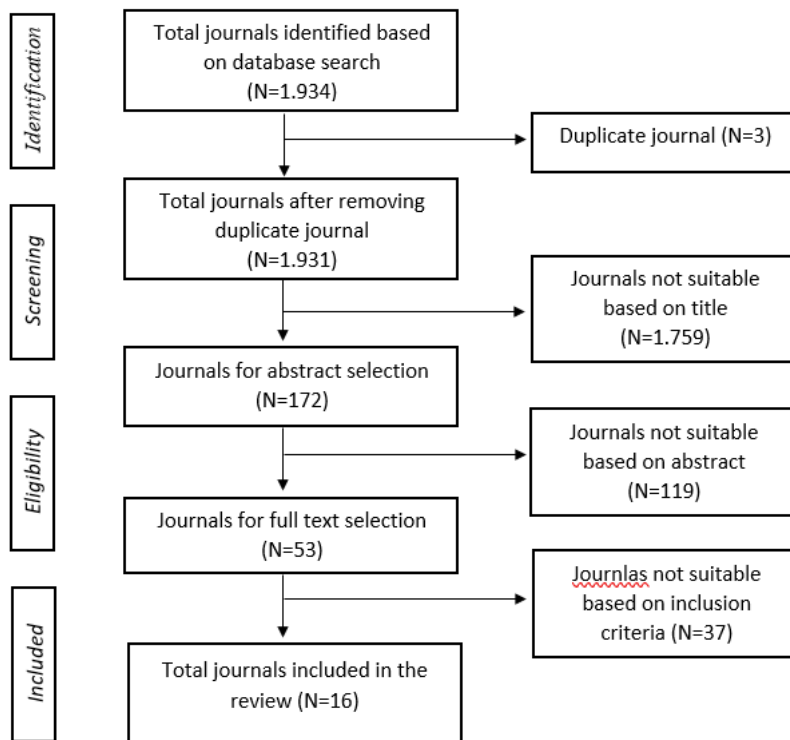 Identification
Total journals identified based
on database search
(N=1.934)
Duplicate journal (N=3)
Screening
Total journals after removing
duplicate journal
(N=1.931)
Journals not suitable
based on title
(N=1.759)
Journals for abstract selection
(N=172)
Eligibility
Journals not suitable
based on abstract
(N=119)
Journals for full text selection
(N=53)
Journlas not suitable
based on inclusion
criteria (N=37)
Included
Total journals included in the
review (N=16)